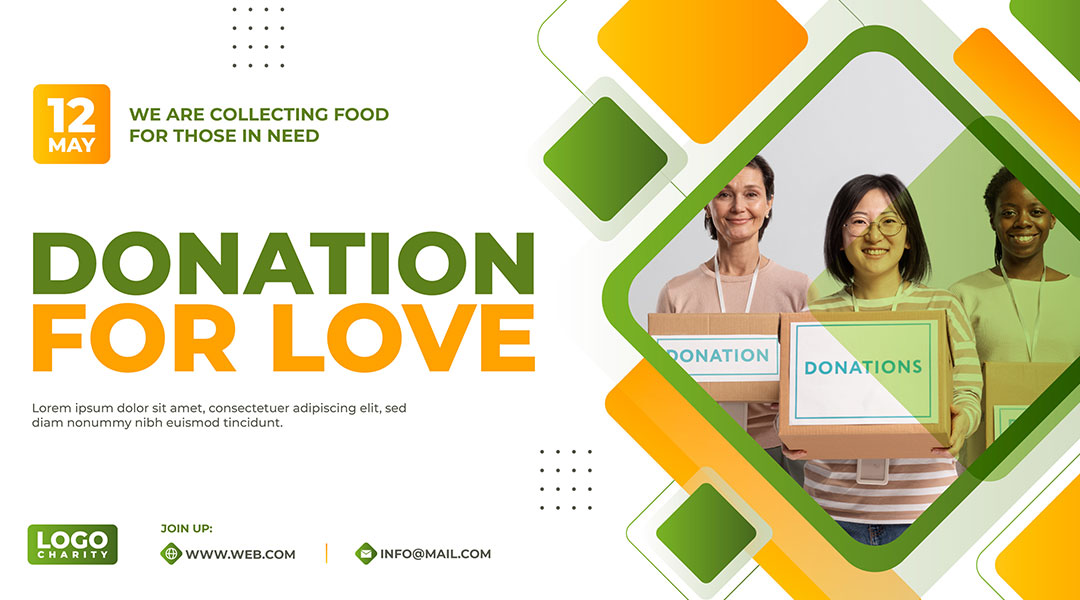 12
MAY
WE ARE COLLECTING FOOD
FOR THOSE IN NEED
DONATION
FOR LOVE
Lorem ipsum dolor sit amet, consectetuer adipiscing elit, sed
diam nonummy nibh euismod tincidunt.
DONATION
DONATIONS
LOGO
CHARITY
JOIN UP:
WWW.WEB.COM
INFO@MAIL.COM